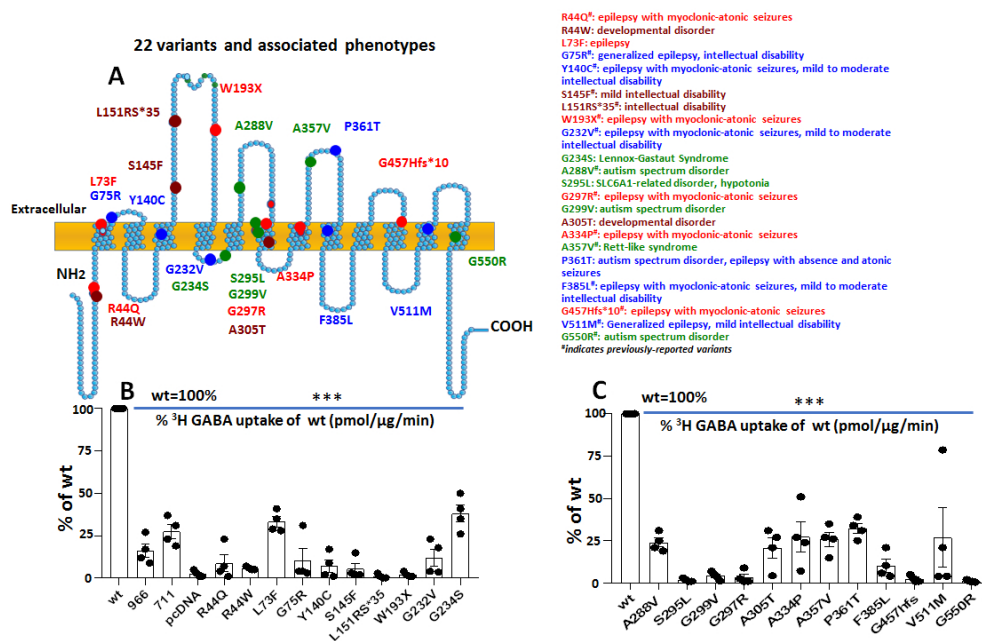 22 variants and associated phenotypes
A
W193X
L151RS*35
A288V
A357V
P361T
S145F
G457Hfs*10
L73F
G75R
Y140C
Extracellular
NH2
G232V
G234S
S295L
G299V
G297R
A305T
A334P
G550R
R44Q
R44W
F385L
V511M
COOH
R44Q#: epilepsy with myoclonic-atonic seizures
R44W: developmental disorder
L73F: epilepsy
G75R#: generalized epilepsy, intellectual disability
Y140C#: epilepsy with myoclonic-atonic seizures, mild to moderate
intellectual disability
S145F#: mild intellectual disability
L151RS*35#: intellectual disability
W193X#: epilepsy with myoclonic-atonic seizures
G232V#: epilepsy with myoclonic-atonic seizures, mild to moderate
intellectual disability
G234S: Lennox-Gastaut Syndrome
A288V#: autism spectrum disorder
S295L: SLC6A1-related disorder, hypotonia
G297R#: epilepsy with myoclonic-atonic seizures
G299V#: autism spectrum disorder
A305T: developmental disorder
A334P#: epilepsy with myoclonic-atonic seizures
A357V#: Rett-like syndrome
P361T: autism spectrum disorder, epilepsy with absence and atonic
seizures
F385L#: epilepsy with myoclonic-atonic seizures, mild to moderate
intellectual disability
G457Hfs*10#: epilepsy with myoclonic-atonic seizures
V511M#: Generalized epilepsy, mild intellectual disability
G550R#: autism spectrum disorder
#indicates previously-reported variants
B
wt=100%
***
% ³H GABA uptake of wt (pmol/µg/min)
% of wt
100
75
50
25
0
wt
966
711
pcDNA
R44Q
R44W
L73F
G75R
Y140C
S145F
L151RS*35
W193X
G232V
G234S
C
wt=100%
***
% ³H GABA uptake of wt (pmol/µg/min)
% of wt
100
75
50
25
0
wt
A288V
S295L
G299V
G297R
A305T
A334P
A357V
P361T
F385L
G457hfs
V511M
G550R